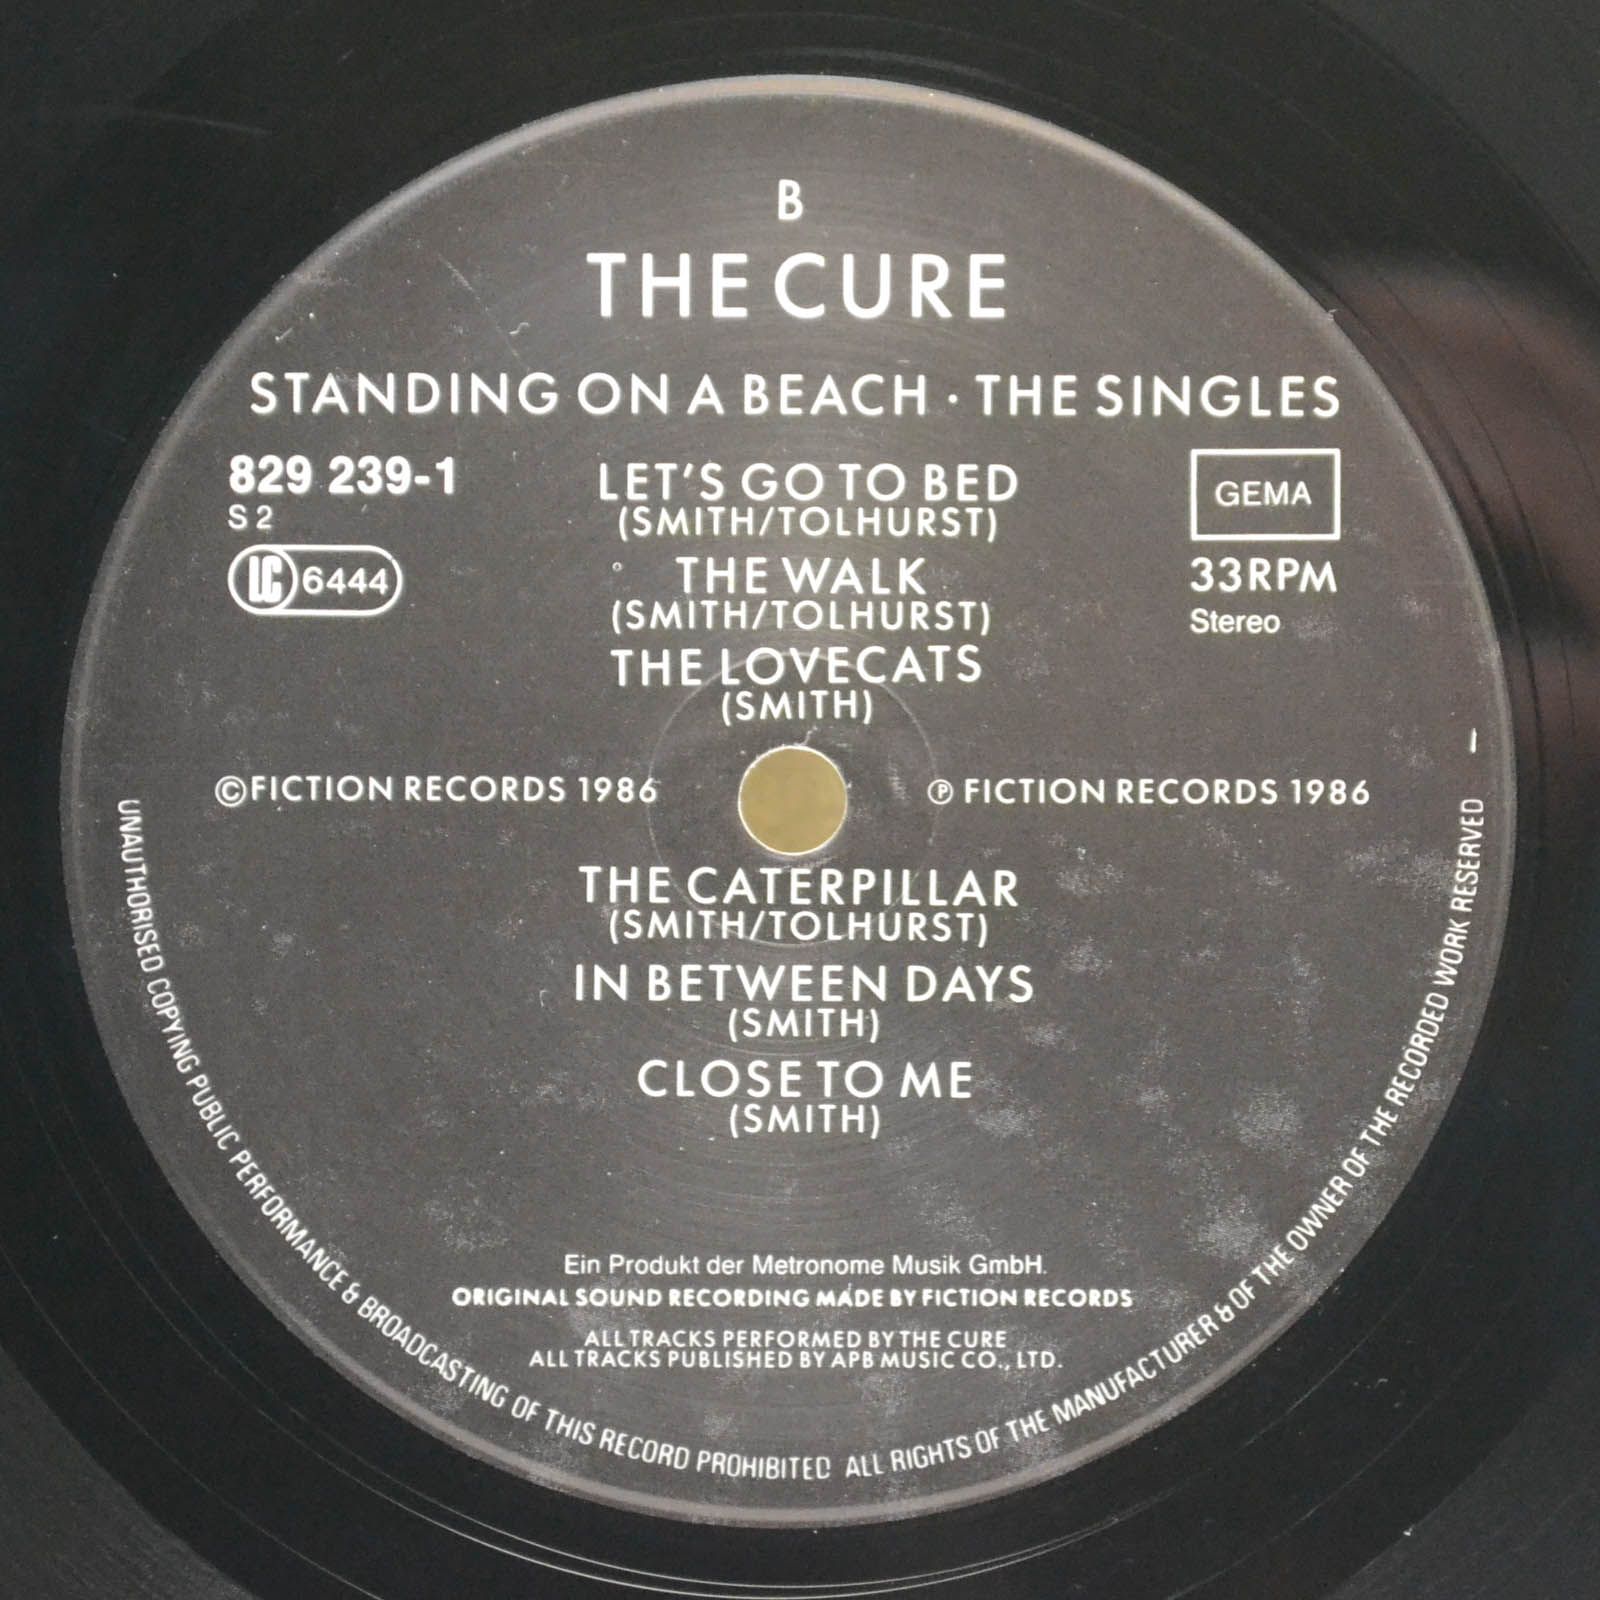 B
THE CURE
STANDING ON A BEACH · THE SINGLES
829 239-1
S 2
LC 6444
LET'S GO TO BED
(SMITH/TOLHURST)
THE WALK
(SMITH/TOLHURST)
THE LOVECATS
(SMITH)
GEMA
33RPM
Stereo
©FICTION RECORDS 1986
℗ FICTION RECORDS 1986
THE CATERPILLAR
(SMITH/TOLHURST)
IN BETWEEN DAYS
(SMITH)
CLOSE TO ME
(SMITH)
Ein Produkt der Metronome Musik GmbH.
ORIGINAL SOUND RECORDING MADE BY FICTION RECORDS
ALL TRACKS PERFORMED BY THE CURE
ALL TRACKS PUBLISHED BY APB MUSIC CO., LTD.
UNAUTHORISED COPYING PUBLIC PERFORMANCE & BROADCASTING OF THIS RECORD PROHIBITED ALL RIGHTS OF THE MANUFACTURER & OF THE OWNER OF THE RECORDED WORK RESERVED –